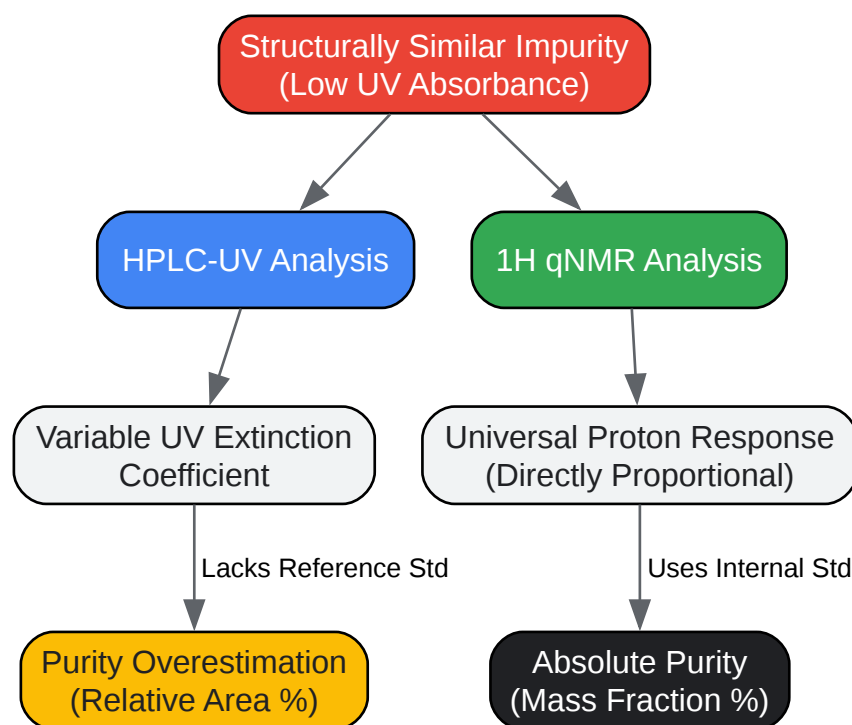 Structurally Similar Impurity
(Low UV Absorbance)
HPLC-UV Analysis
1H qNMR Analysis
Variable UV Extinction
Coefficient
Universal Proton Response
(Directly Proportional)
Lacks Reference Std
Uses Internal Std
Purity Overestimation
(Relative Area %)
Absolute Purity
(Mass Fraction %)